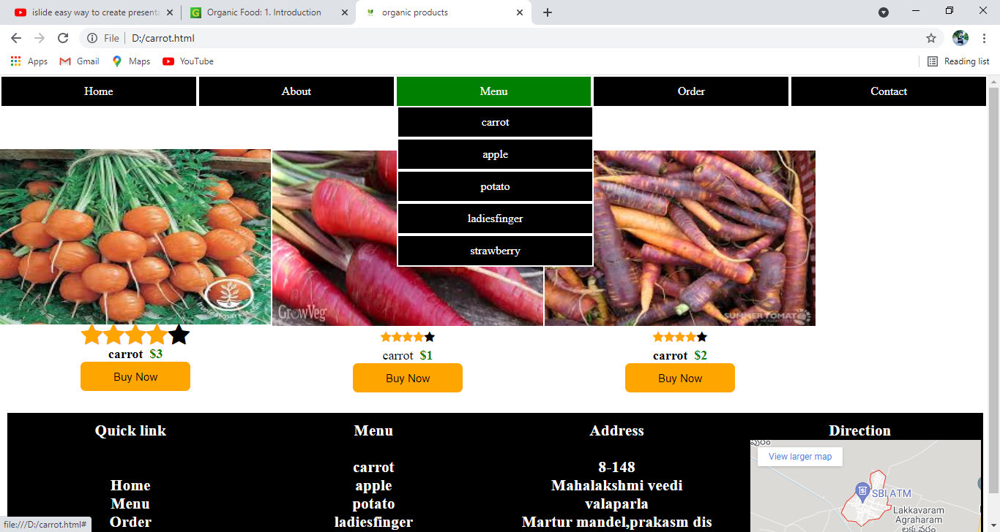 islide easy way to create present
Organic Food: 1. Introduction
organic products
File
D:/carrot.html
Apps
Gmail
Maps
YouTube
Reading list
Home
About
Menu
Order
Contact
carrot
apple
potato
ladiesfinger
strawberry
GrowVeg
SUMMER TOMATO
carrot $3
Buy Now
carrot $1
Buy Now
carrot $2
Buy Now
Quick link
Home
Menu
Order
Menu
carrot
apple
potato
ladiesfinger
Address
8-148
Mahalakshmi veedi
valaparla
Martur mandel,prakasm dis
Direction
View larger map
SBI ATM
Lakkavaram
Agraharam
లక్కవరం
file:///D:/carrot.html#